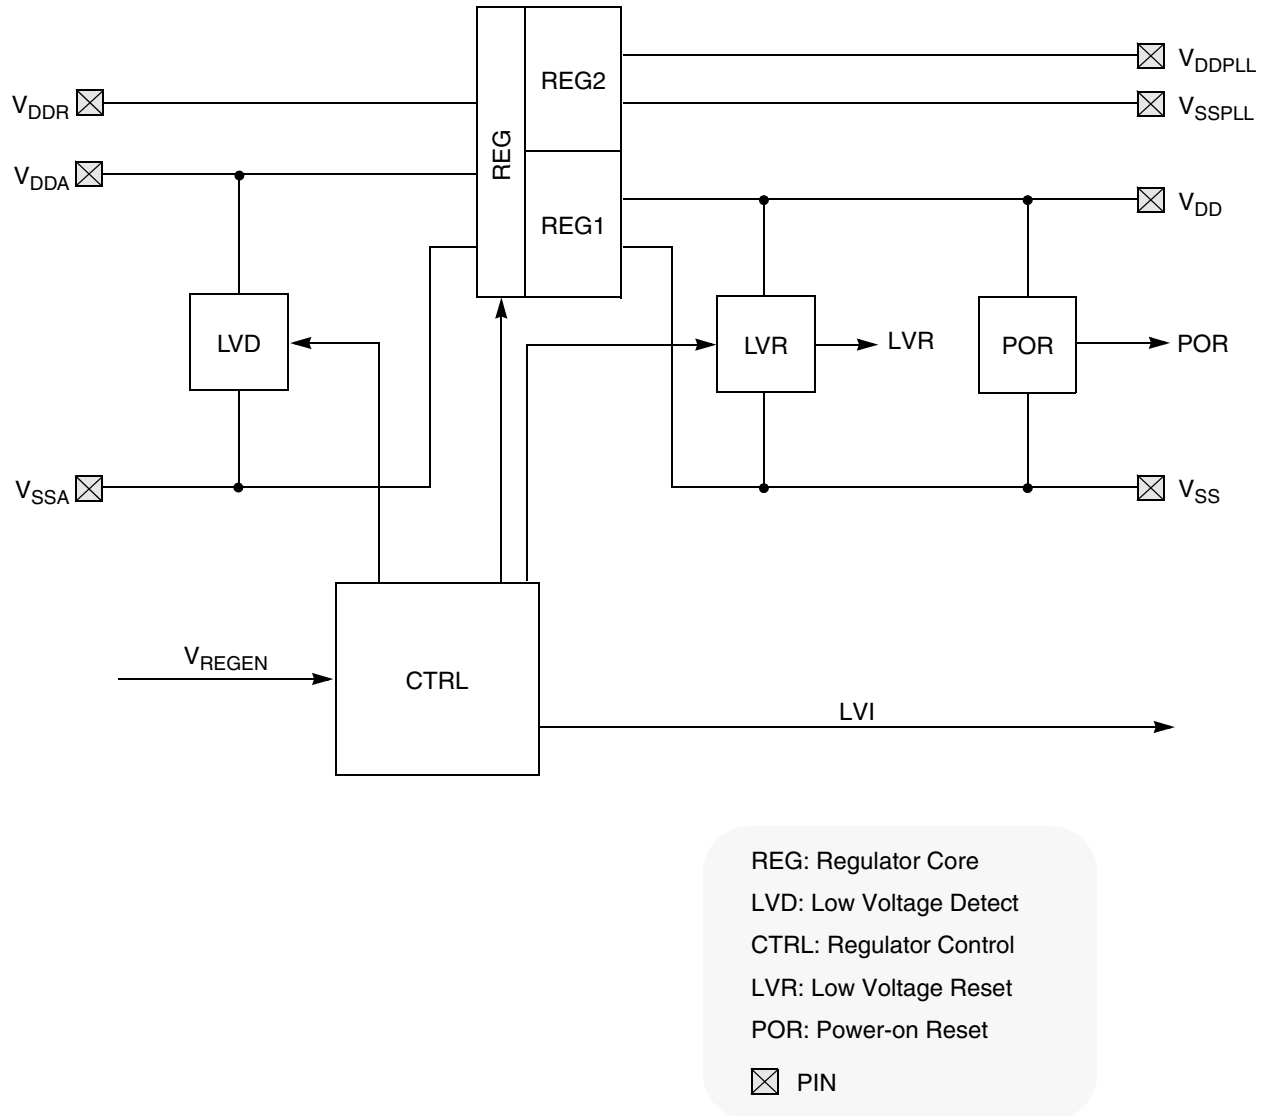 VDDPLL
REG2
VDDR
VSSPLL
REG
VDDA
VDD
REG1
LVD
LVR
LVR
POR
POR
VSSA
VSS
VREGEN
CTRL
LVI
REG: Regulator Core
LVD: Low Voltage Detect
CTRL: Regulator Control
LVR: Low Voltage Reset
POR: Power-on Reset
PIN